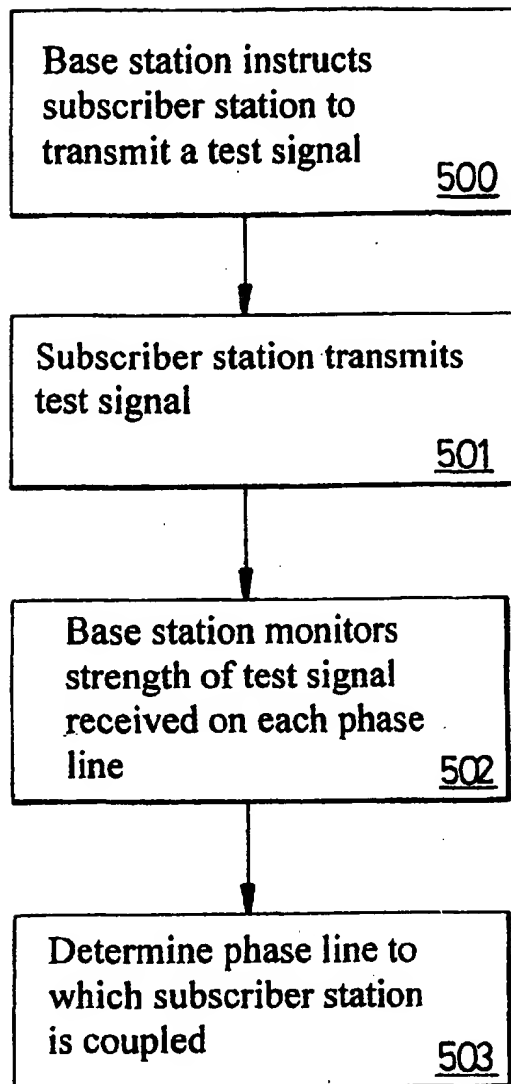 Base station instructs
subscriber station to
transmit a test signal
500
Subscriber station transmits
test signal
501
Base station monitors
strength of test signal
received on each phase
line
502
Determine phase line to
which subscriber station
is coupled
503